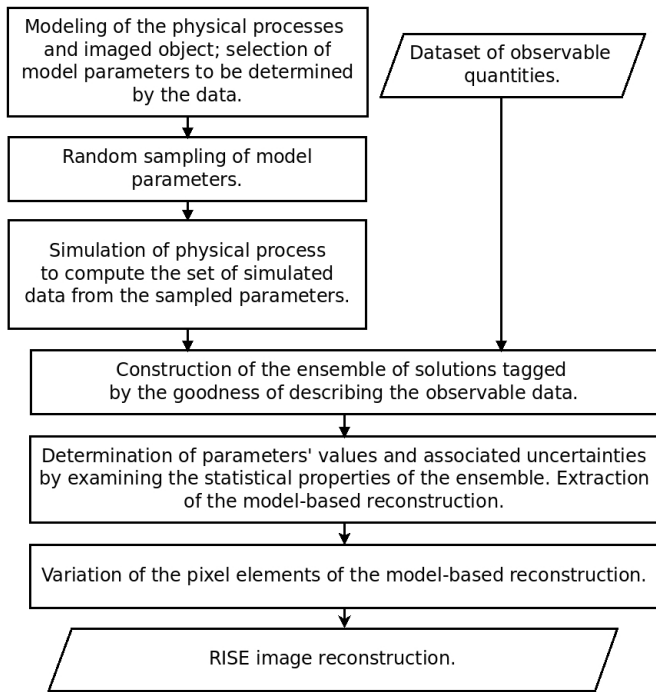 Modeling of the physical processes
and imaged object; selection of
model parameters to be determined
by the data.
Dataset of observable
quantities.
Random sampling of model
parameters.
Simulation of physical process
to compute the set of simulated
data from the sampled parameters.
Construction of the ensemble of solutions tagged
by the goodness of describing the observable data.
Determination of parameters' values and associated uncertainties
by examining the statistical properties of the ensemble. Extraction
of the model-based reconstruction.
Variation of the pixel elements of the model-based reconstruction.
RISE image reconstruction.